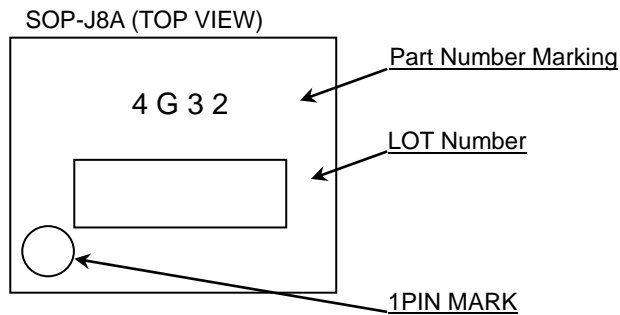 SOP-J8A (TOP VIEW)
Part Number Marking
4 G 3 2
LOT Number
1PIN MARK